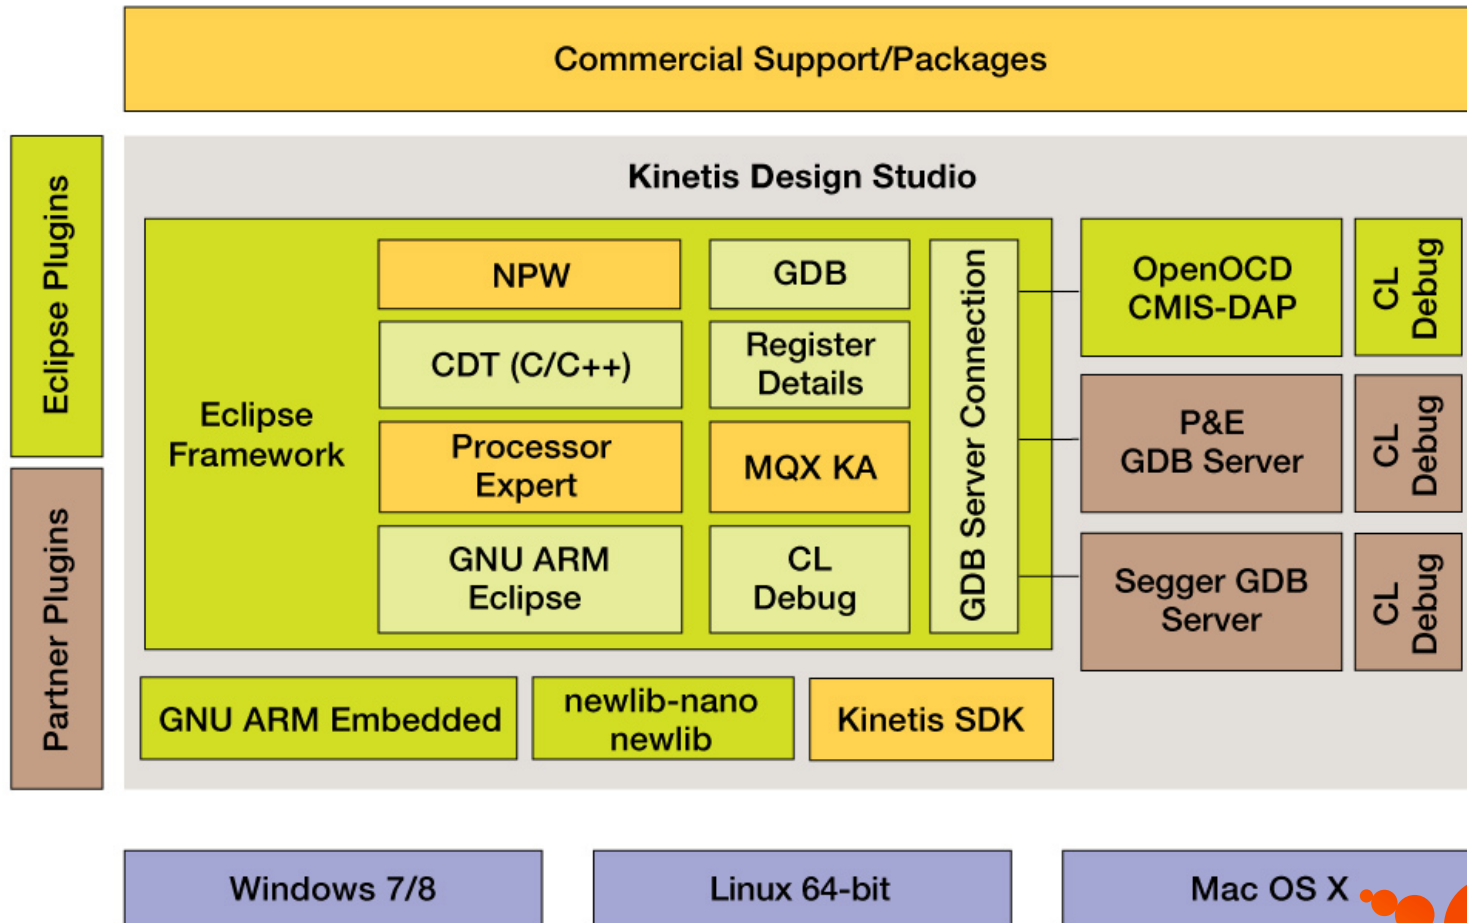 Commercial Support/Packages
Eclipse Plugins
Partner Plugins
Kinetis Design Studio
Eclipse
Framework
NPW
CDT (C/C++)
Processor
Expert
GNU ARM
Eclipse
GDB
Register
Details
MQX KA
CL
Debug
GDB Server Connection
OpenOCD
CMIS-DAP
CL
Debug
P&E
GDB Server
CL
Debug
Segger GDB
Server
CL
Debug
GNU ARM Embedded
newlib-nano
newlib
Kinetis SDK
Windows 7/8
Linux 64-bit
Mac OS X